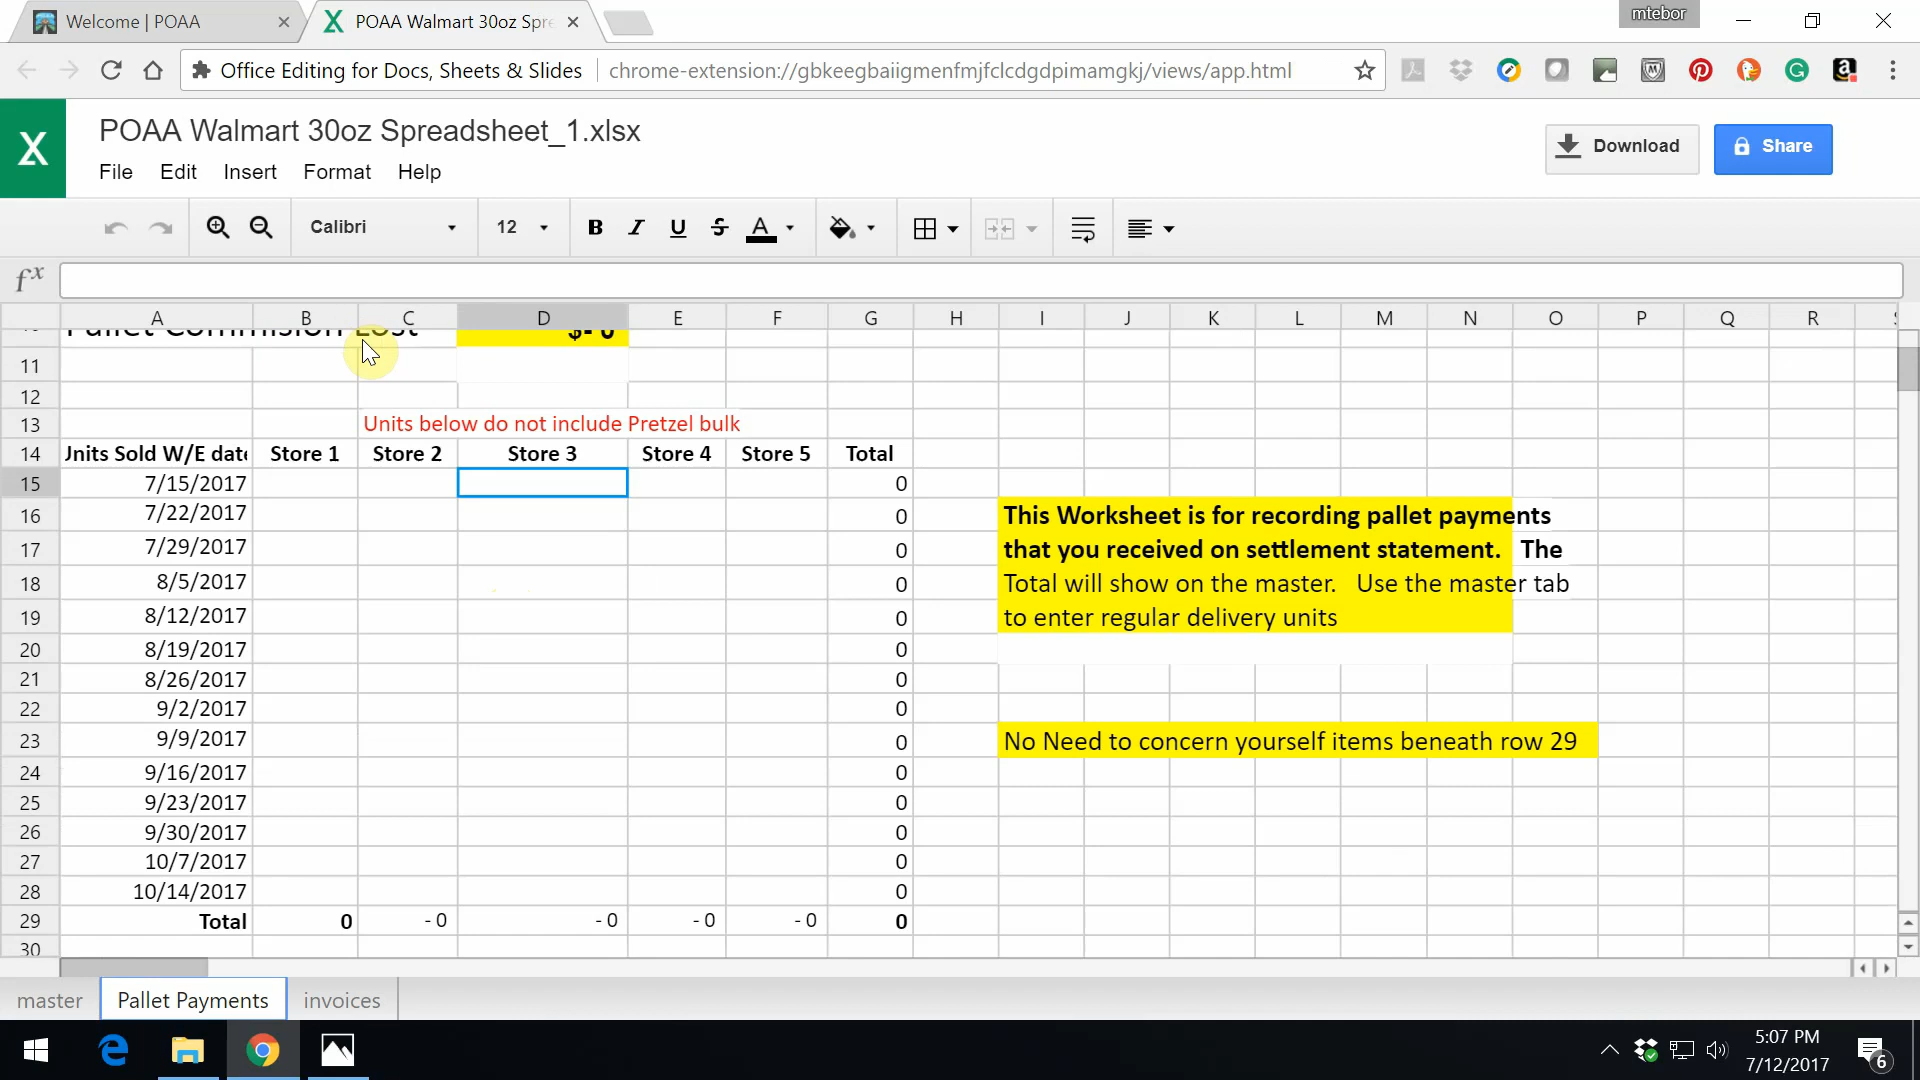 Welcome | POAA
POAA Walmart 30oz Spre
mtebor
Office Editing for Docs, Sheets & Slides
chrome-extension://gbkeegbaiigmenfmjfclcdgdpimamgkj/views/app.html
POAA Walmart 30oz Spreadsheet_1.xlsx
File Edit Insert Format Help
Download
Share
Calibri 12 B I U S A
fx
A B C D E F G H I J K L M N O P Q R
Pallet Commision Lost $- 0
11
12
13 Units below do not include Pretzel bulk
14 Units Sold W/E date Store 1 Store 2 Store 3 Store 4 Store 5 Total
15 7/15/2017 0
16 7/22/2017 0 This Worksheet is for recording pallet payments
17 7/29/2017 0 that you received on settlement statement. The
18 8/5/2017 0 Total will show on the master. Use the master tab
19 8/12/2017 0 to enter regular delivery units
20 8/19/2017 0
21 8/26/2017 0
22 9/2/2017 0
23 9/9/2017 0 No Need to concern yourself items beneath row 29
24 9/16/2017 0
25 9/23/2017 0
26 9/30/2017 0
27 10/7/2017 0
28 10/14/2017 0
29 Total 0 - 0 - 0 - 0 - 0 0
30
master Pallet Payments invoices
5:07 PM
7/12/2017
6